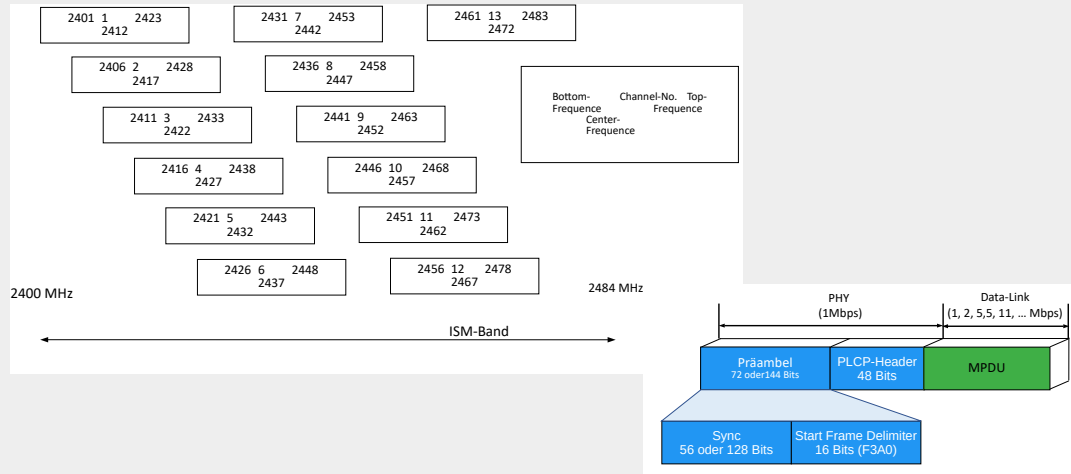 2401 1 2423
2412
2431 7 2453
2442
2461 13 2483
2472
2406 2 2428
2417
2436 8 2458
2447
Bottom- Channel-No. Top-
Frequence Frequence
Center-
Frequence
2411 3 2433
2422
2441 9 2463
2452
2416 4 2438
2427
2446 10 2468
2457
2421 5 2443
2432
2451 11 2473
2462
2426 6 2448
2437
2456 12 2478
2467
2400 MHz
2484 MHz
ISM-Band
PHY
(1Mbps)
Data-Link
(1, 2, 5,5, 11, ... Mbps)
Präambel
72 oder144 Bits
PLCP-Header
48 Bits
MPDU
Sync
56 oder 128 Bits
Start Frame Delimiter
16 Bits (F3A0)